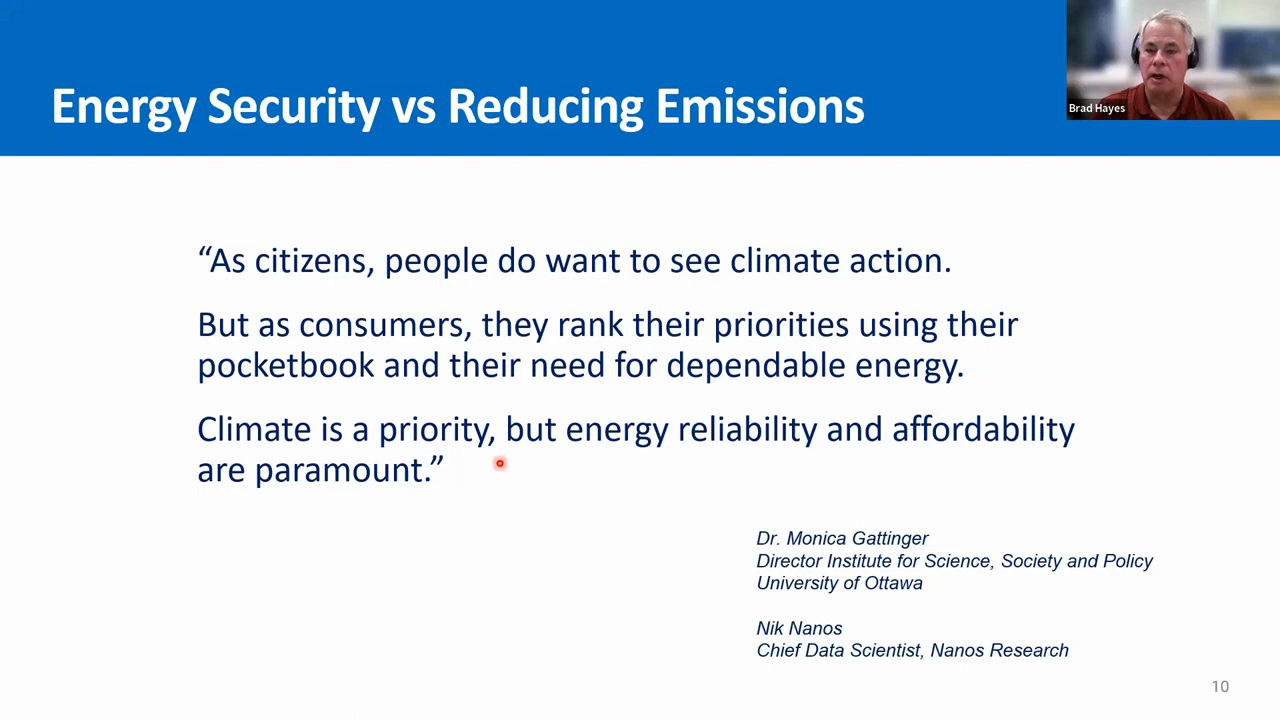 Energy Security vs Reducing Emissions
Brad Hayes
“As citizens, people do want to see climate action.
But as consumers, they rank their priorities using their
pocketbook and their need for dependable energy.
Climate is a priority, but energy reliability and affordability
are paramount.”
Dr. Monica Gattinger
Director Institute for Science, Society and Policy
University of Ottawa
Nik Nanos
Chief Data Scientist, Nanos Research
10